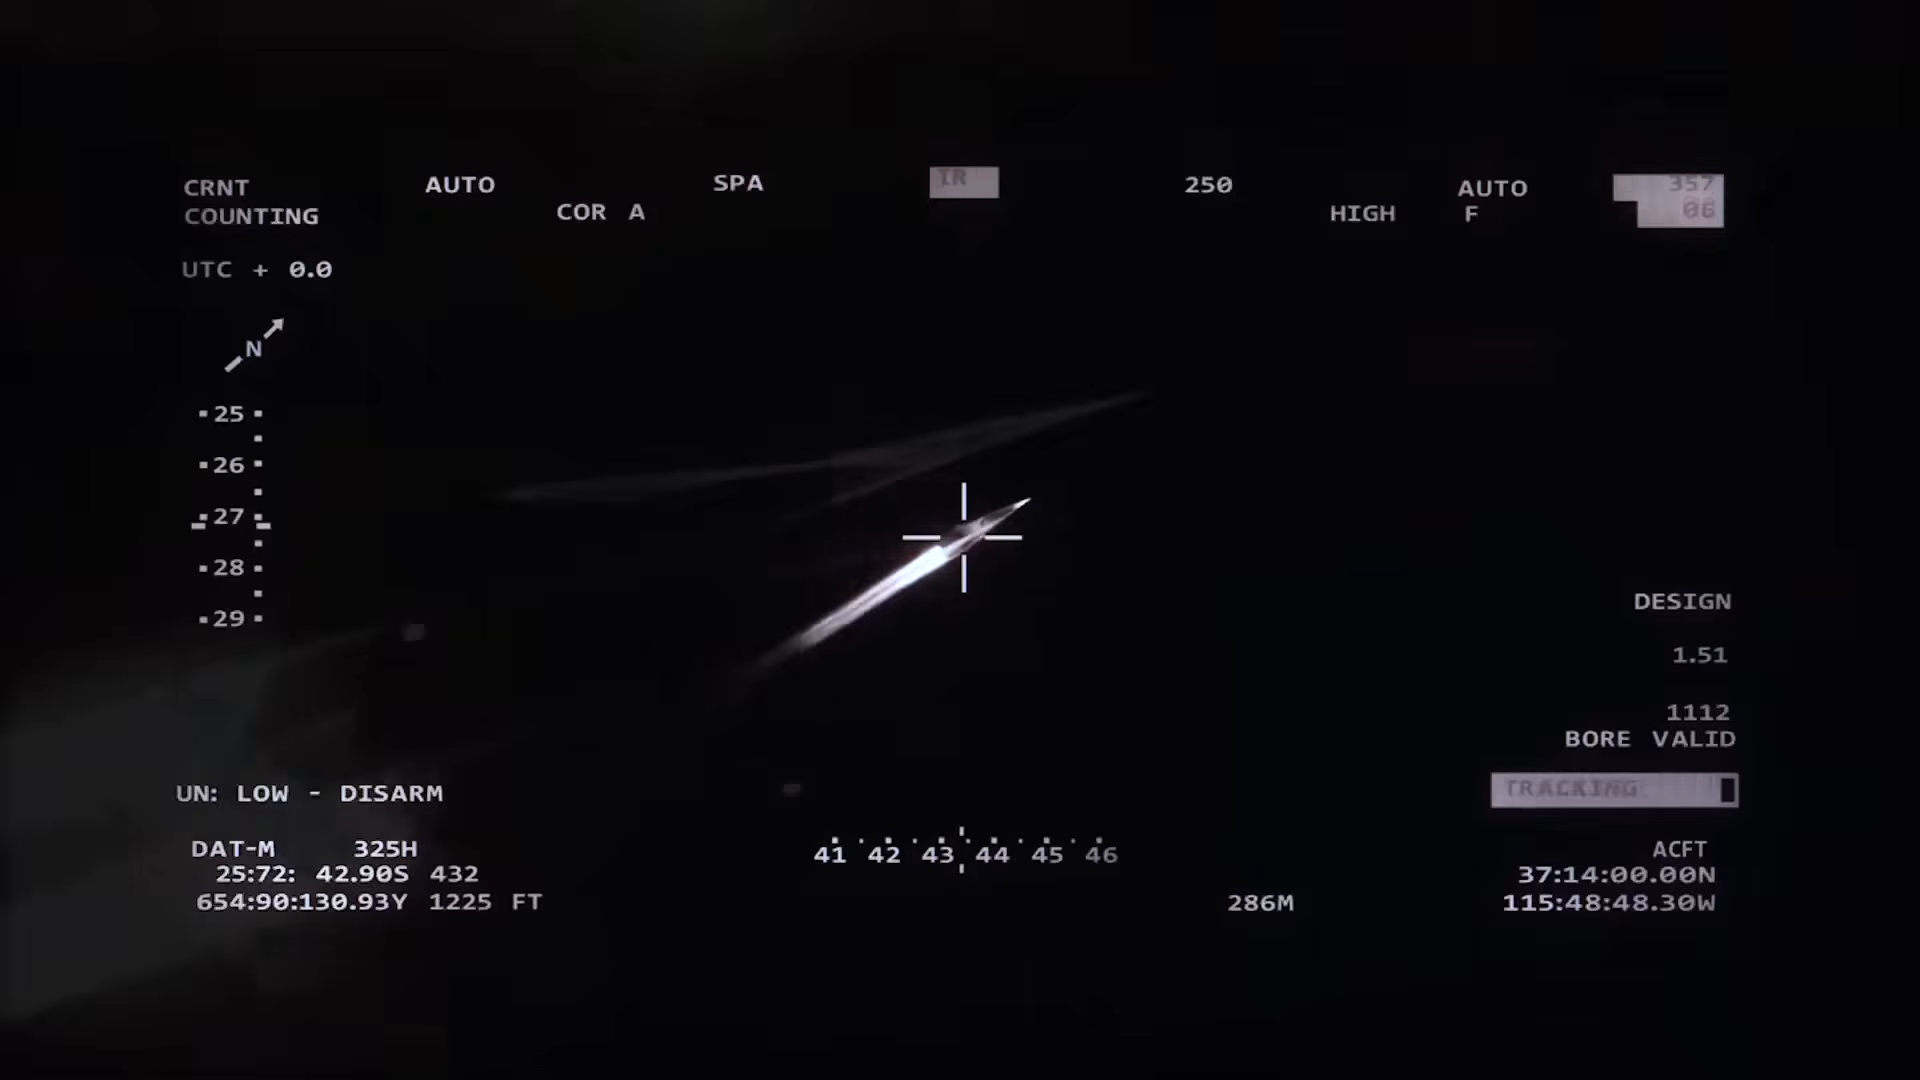 CRNT AUTO SPA IR 250 AUTO 357
COUNTING COR A HIGH F 06
UTC + 0.0
N
25
26
27
28
29
DESIGN
1.51
1112
BORE VALID
UN: LOW - DISARM
TRACKING
DAT-M 325H
25:72: 42.90S 432
654:90:130.93Y 1225 FT
41 42 43 44 45 46
286M
ACFT
37:14:00.00N
115:48:48.30W